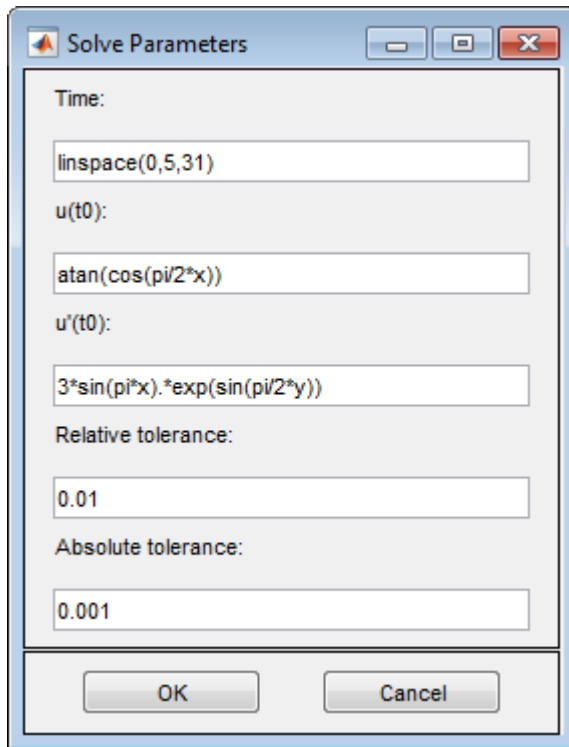 Solve Parameters
Time:
linspace(0,5,31)
u(t0):
atan(cos(pi/2*x))
u'(t0):
3*sin(pi*x).*exp(sin(pi/2*y))
Relative tolerance:
0.01
Absolute tolerance:
0.001
OK Cancel